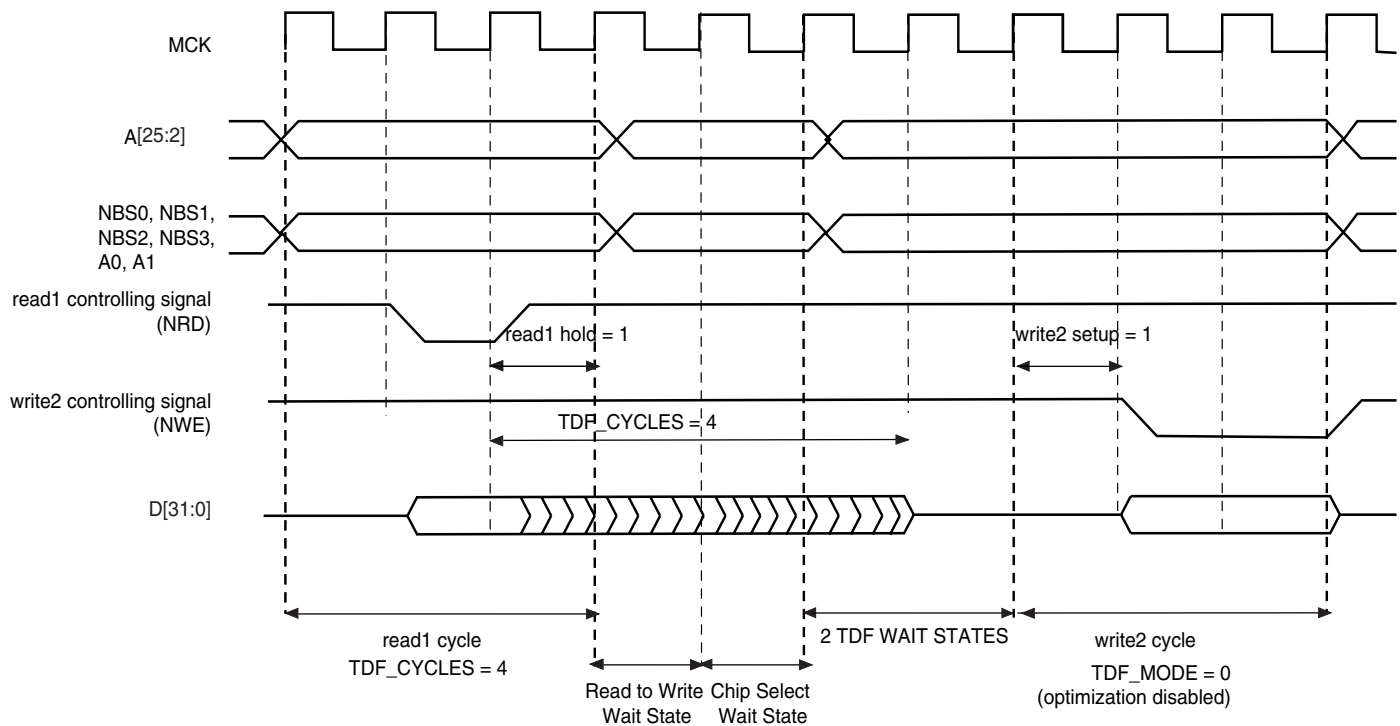 MCK
A[25:2]
NBS0, NBS1,
NBS2, NBS3,
A0, A1
read1 controlling signal
(NRD)
read1 hold = 1
write2 setup = 1
write2 controlling signal
(NWE)
TDF_CYCLES = 4
D[31:0]
read1 cycle
TDF_CYCLES = 4
2 TDF WAIT STATES
write2 cycle
TDF_MODE = 0
(optimization disabled)
Read to Write
Wait State
Chip Select
Wait State